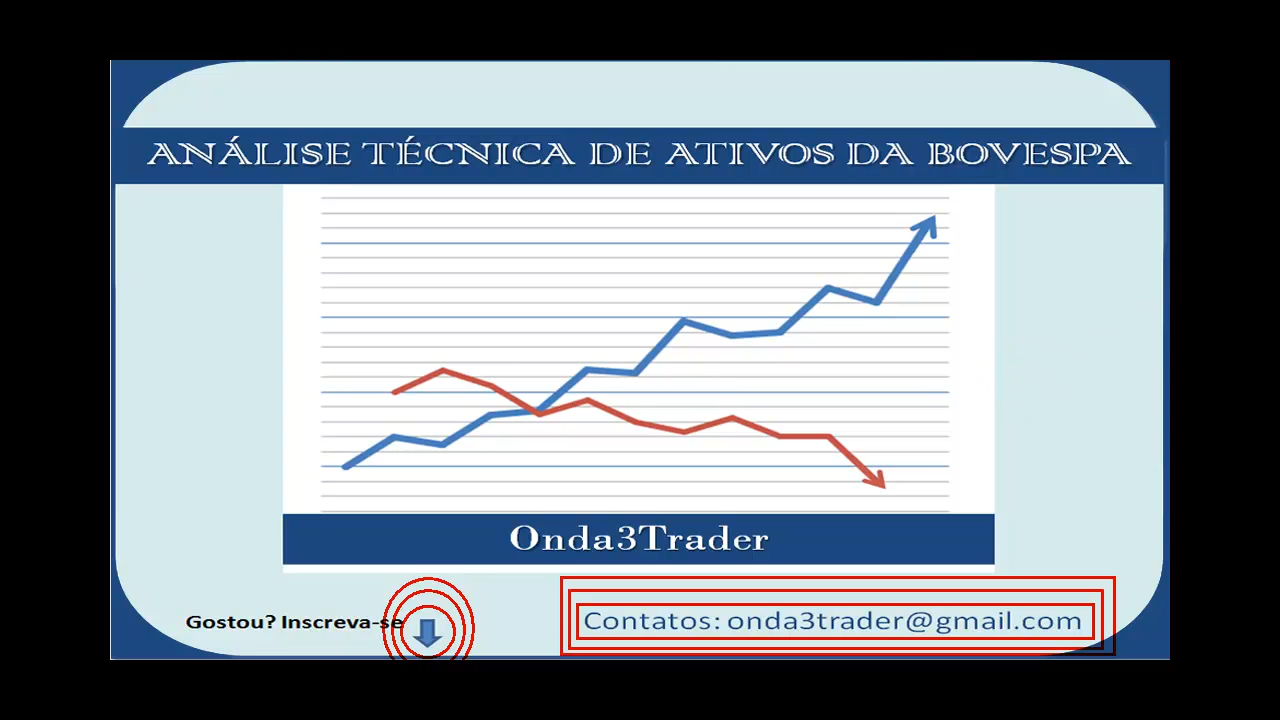 ANÁLISE TÉCNICA DE ATIVOS DA BOVESPA
Onda3Trader
Gostou? Inscreva-se
Contatos: onda3trader@gmail.com